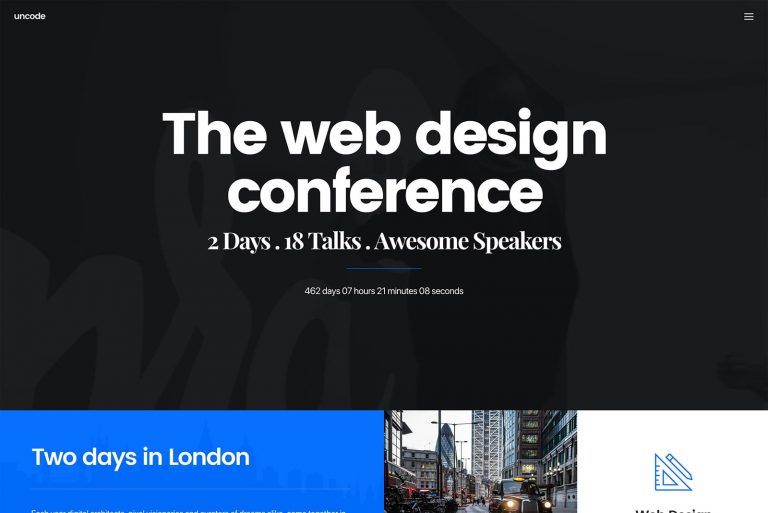 uncode
The web design
conference
2 Days . 18 Talks . Awesome Speakers
462 days 07 hours 21 minutes 08 seconds
Two days in London
Web Design